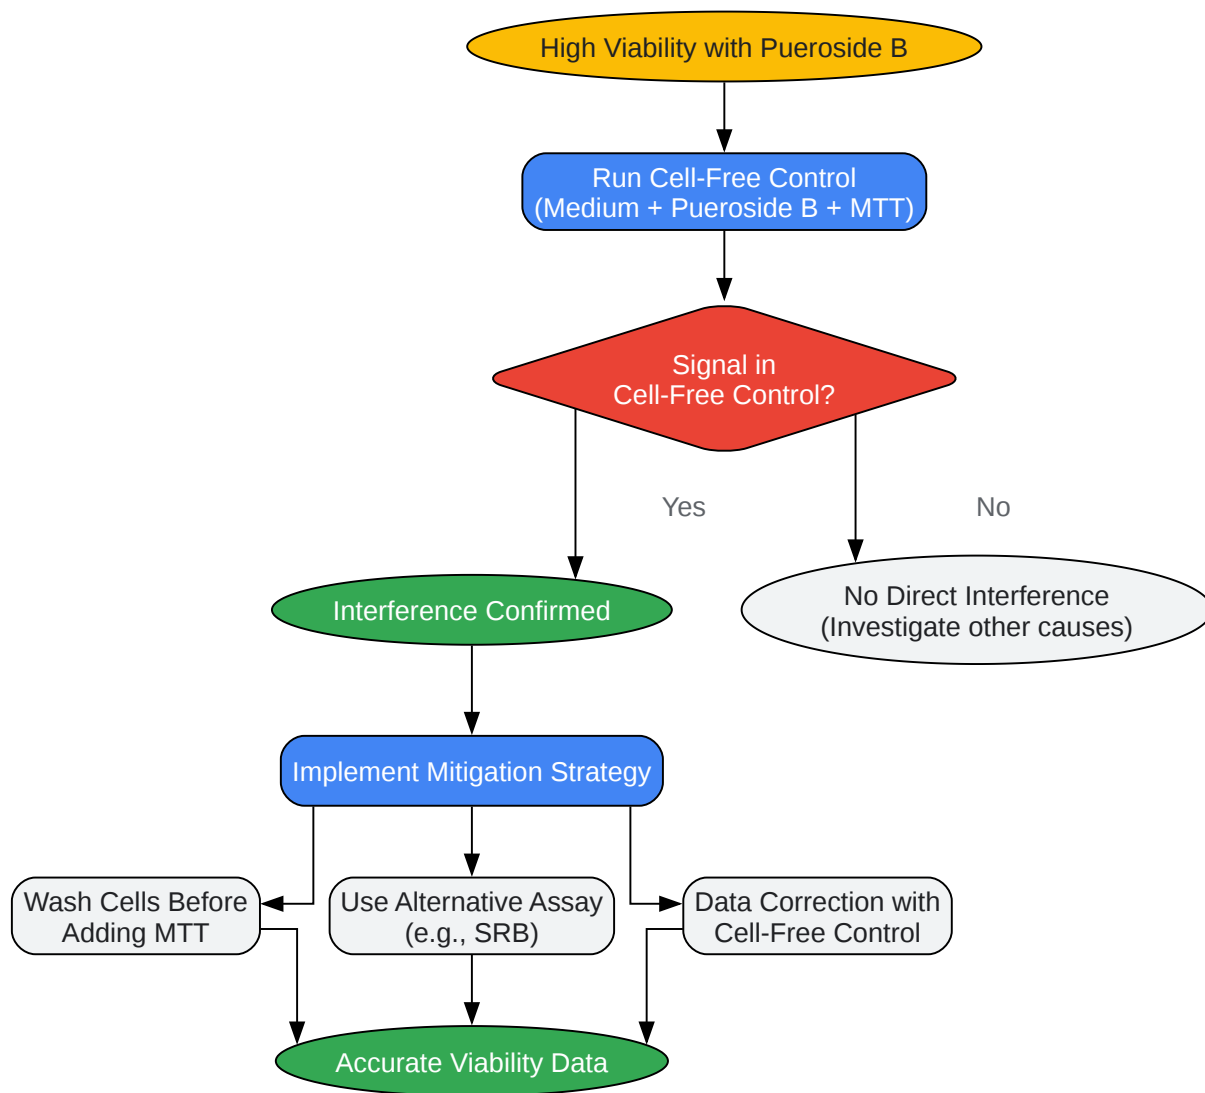 High Viability with Pueroside B
Run Cell-Free Control
(Medium + Pueroside B + MTT)
Signal in
Cell-Free Control?
Yes
No
Interference Confirmed
No Direct Interference
(Investigate other causes)
Implement Mitigation Strategy
Wash Cells Before
Adding MTT
Use Alternative Assay
(e.g., SRB)
Data Correction with
Cell-Free Control
Accurate Viability Data